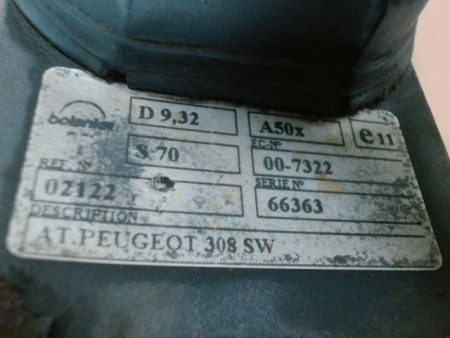 D 9,32 A50x e11
S 70 EC-Nº 00-7322
REF. Nº 02122 SERIE Nº 66363
DESCRIPTION
AT.PEUGEOT 308 SW